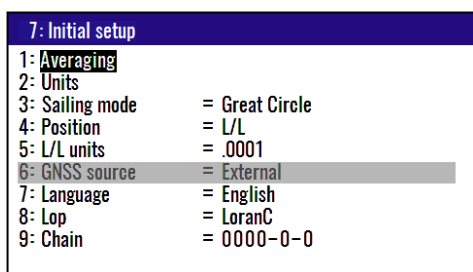 7: Initial setup
1: Averaging
2: Units
3: Sailing mode = Great Circle
4: Position = L/L
5: L/L units = .0001
6: GNSS source = External
7: Language = English
8: Lop = LoranC
9: Chain = 0000-0-0